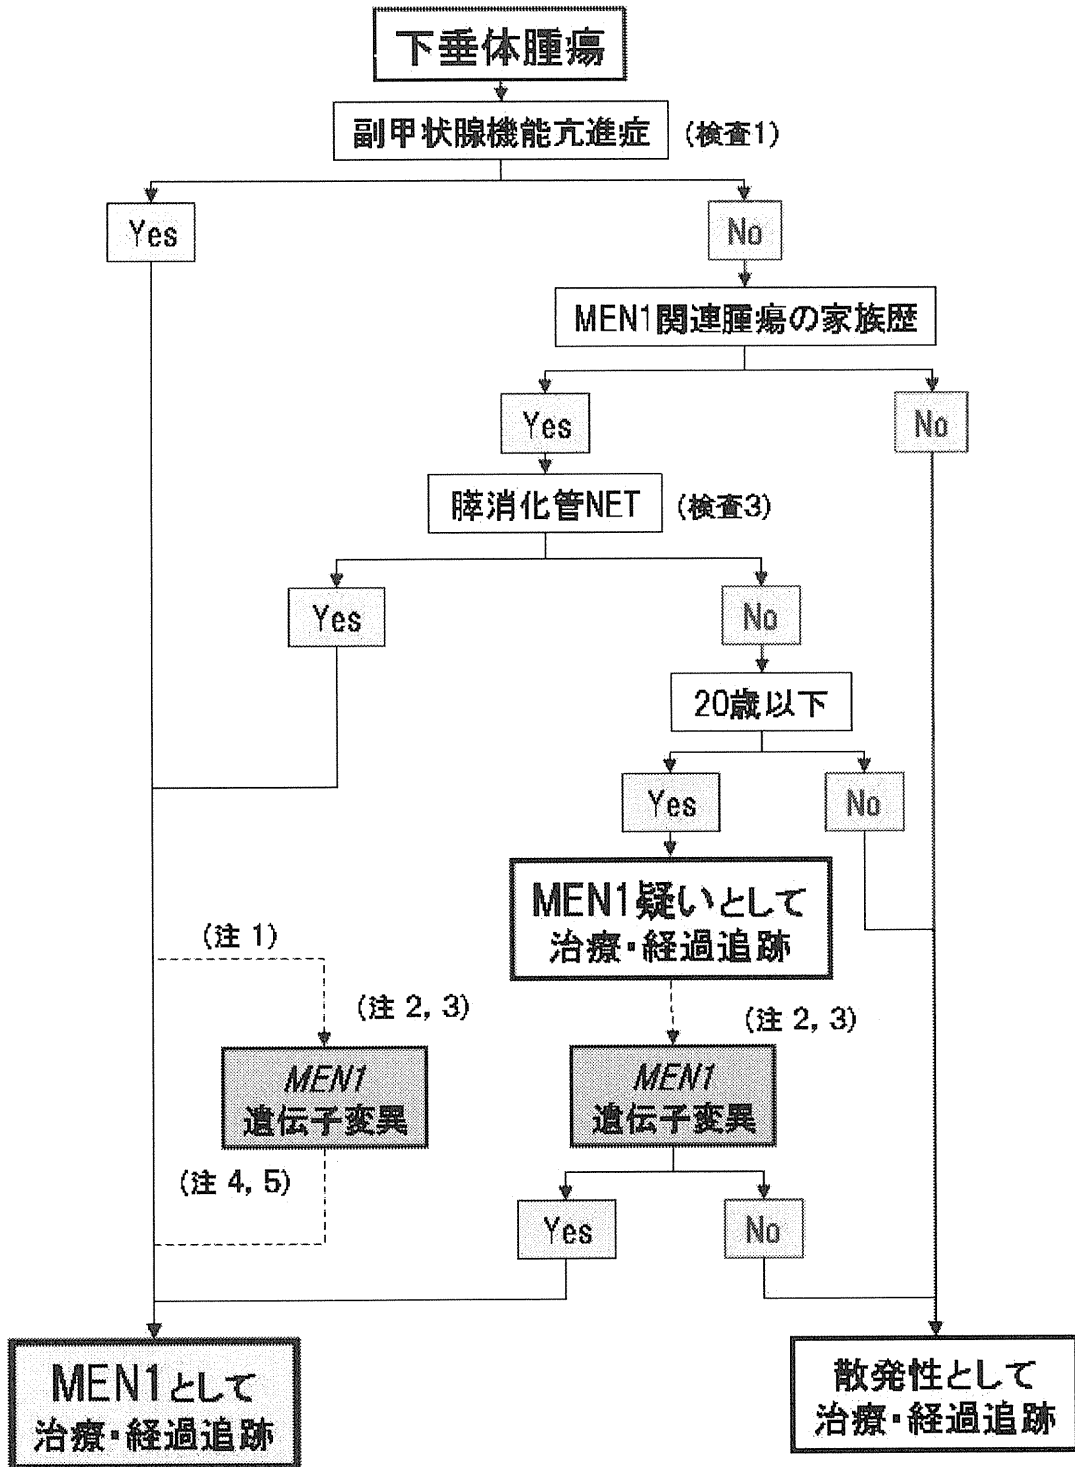 下垂体腫瘍
副甲状腺機能亢進症 (検査1)
Yes
No
MEN1関連腫瘍の家族歴
Yes
No
膵消化管NET (検査3)
Yes
No
20歳以下
Yes
No
MEN1疑いとして
治療・経過追跡
(注 1)
(注 2, 3)
(注 2, 3)
MEN1
遺伝子変異
MEN1
遺伝子変異
(注 4, 5)
Yes
No
MEN1として
治療・経過追跡
散発性として
治療・経過追跡